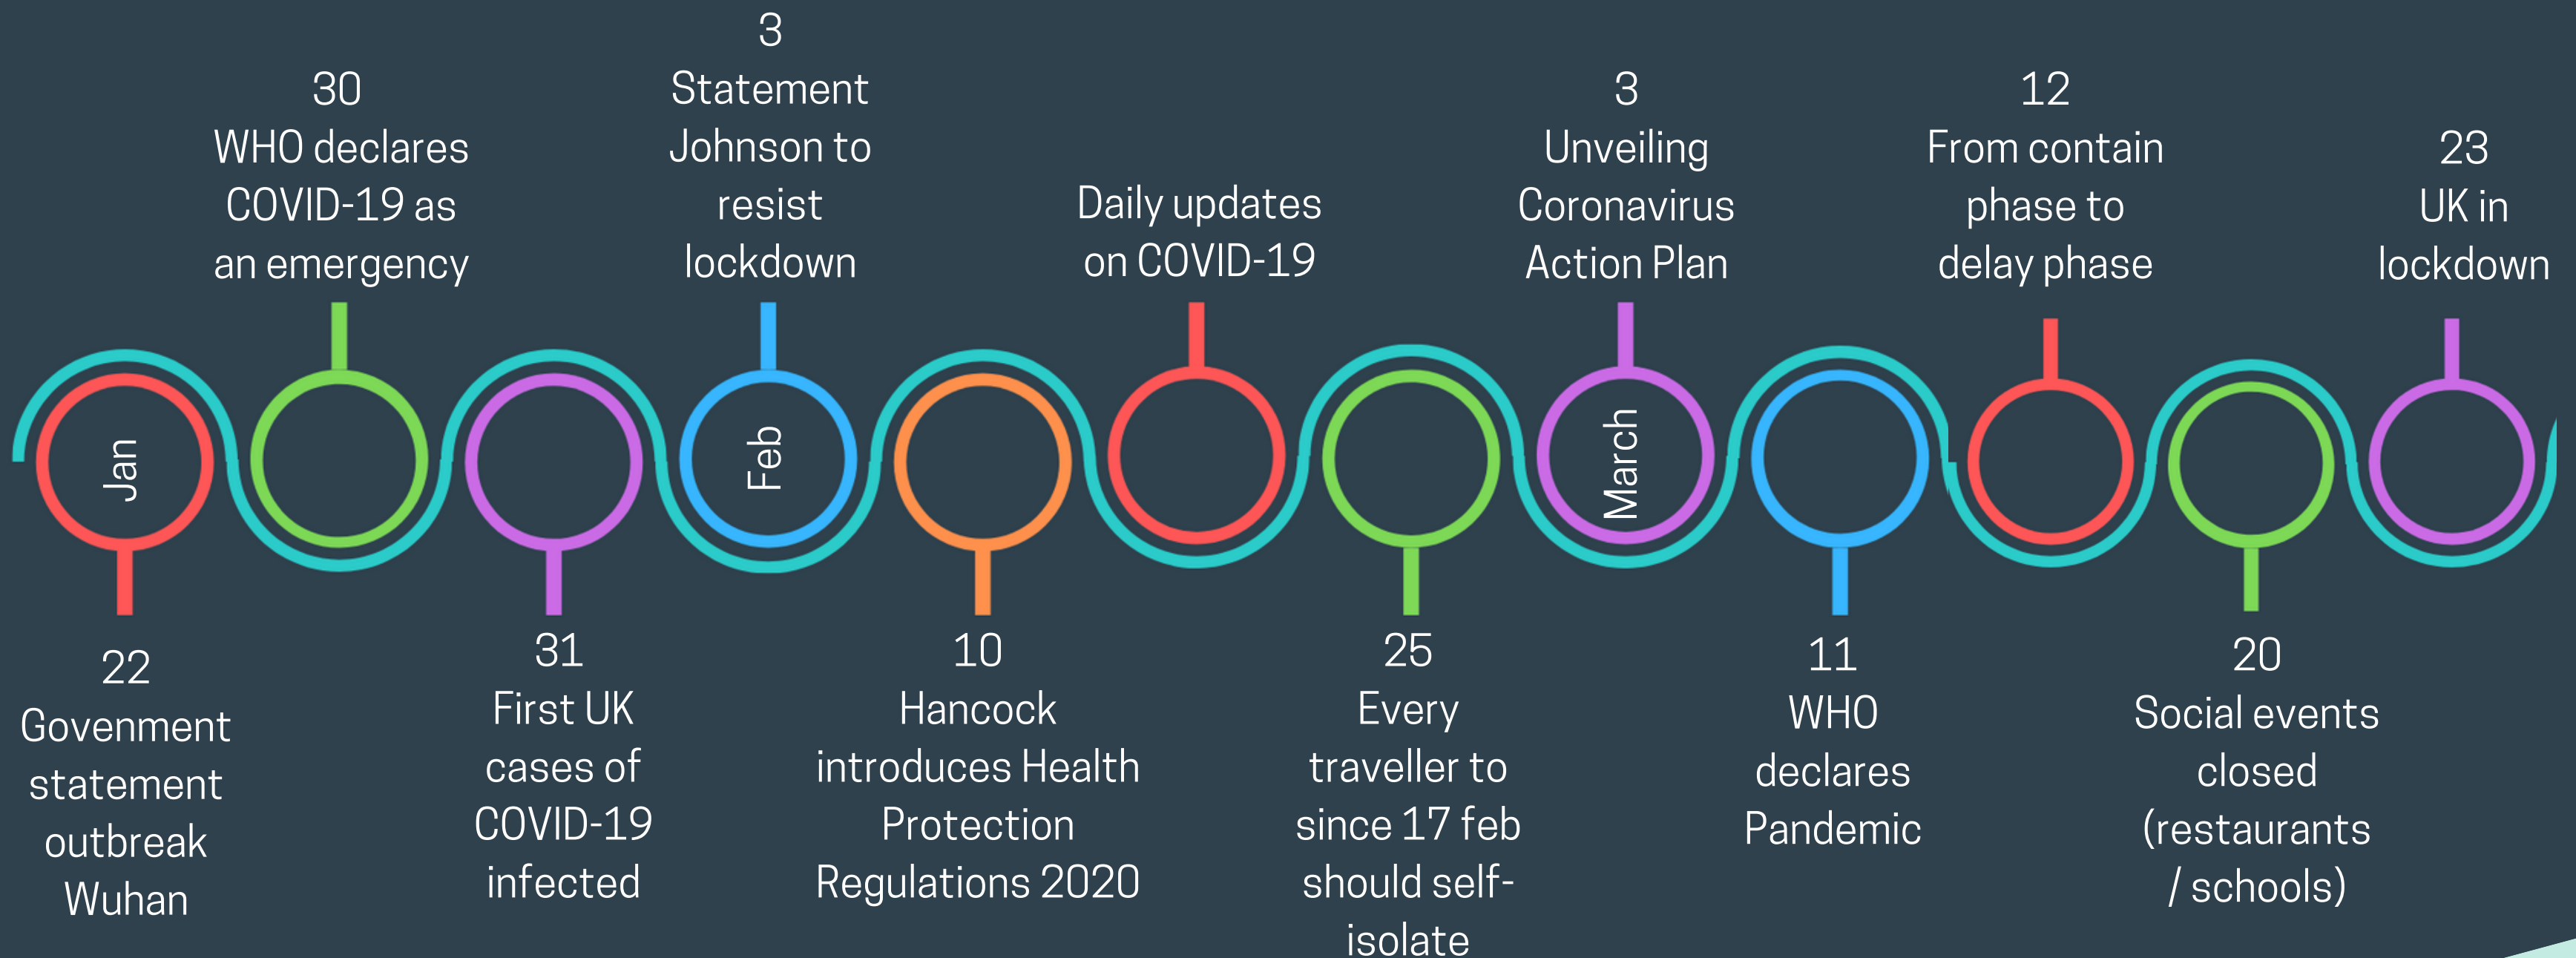 22
Govenment
statement
outbreak
Wuhan
Jan
30
WHO declares
COVID-19 as
an emergency
31
First UK
cases of
COVID-19
infected
3
Statement
Johnson to
resist
lockdown
Feb
10
Hancock
introduces Health
Protection
Regulations 2020
Daily updates
on COVID-19
25
Every
traveller to
since 17 feb
should self-
isolate
3
Unveiling
Coronavirus
Action Plan
March
11
WHO
declares
Pandemic
12
From contain
phase to
delay phase
20
Social events
closed
(restaurants
/ schools)
23
UK in
lockdown